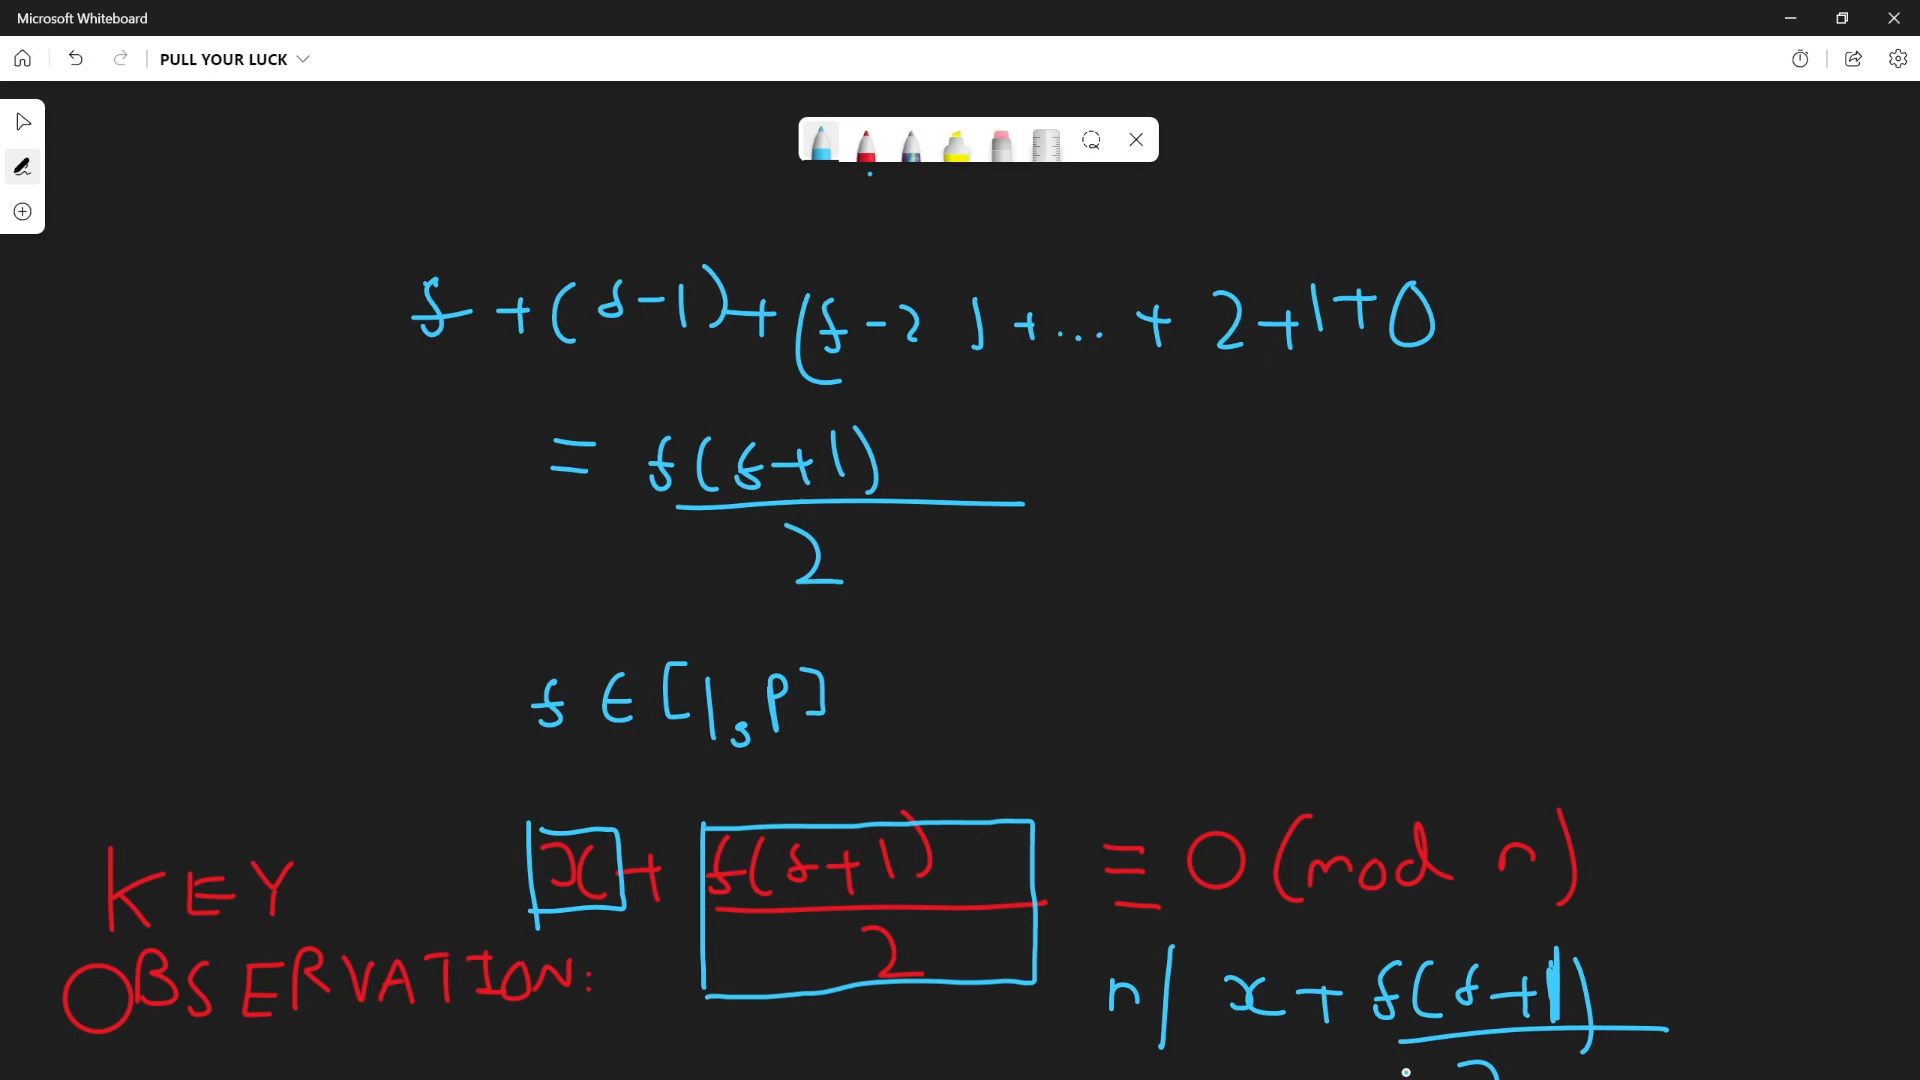 Microsoft Whiteboard
PULL YOUR LUCK
f + (f-1) + (f-2) + ... + 2+1+0
= f(f+1)
2
f ∈ [1,P]
KEY
OBSERVATION:
x + f(f+1) ≡ 0 (mod n)
2
n | x + f(f+1)
2